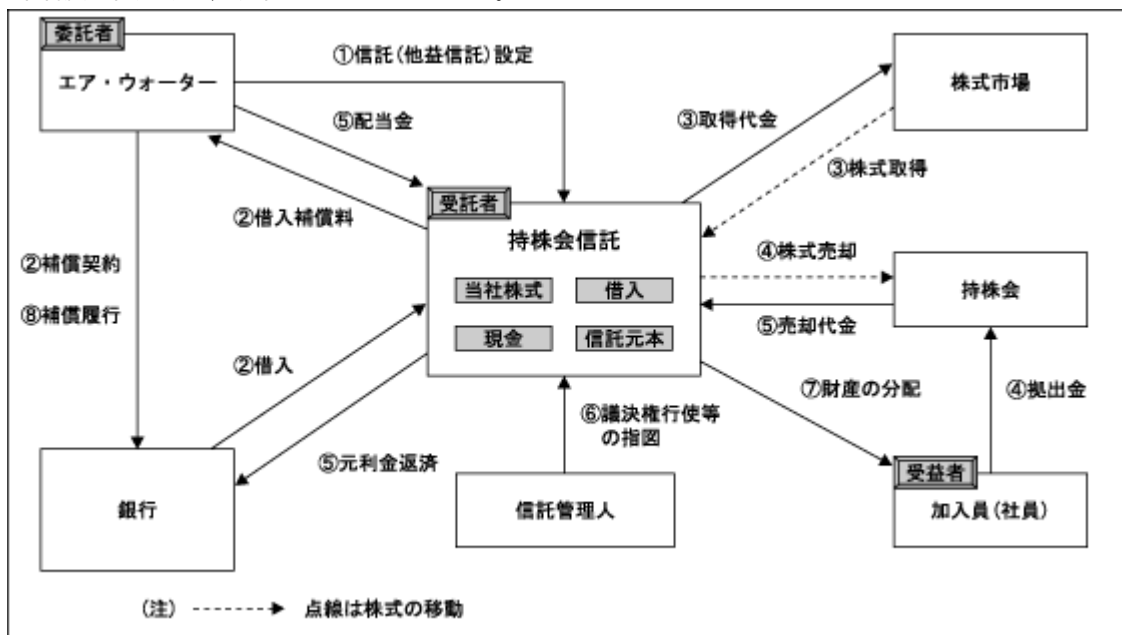 委託者
エア・ウォーター
①信託(他益信託)設定
⑤配当金
②借入補償料
③取得代金
株式市場
③株式取得
受託者
持株会信託
当社株式
借入
現金
信託元本
④株式売却
持株会
⑤売却代金
②補償契約
⑧補償履行
②借入
⑤元利金返済
⑥議決権行使等
の指図
⑦財産の分配
④拠出金
銀行
信託管理人
受益者
加入員(社員)
(注) 点線は株式の移動